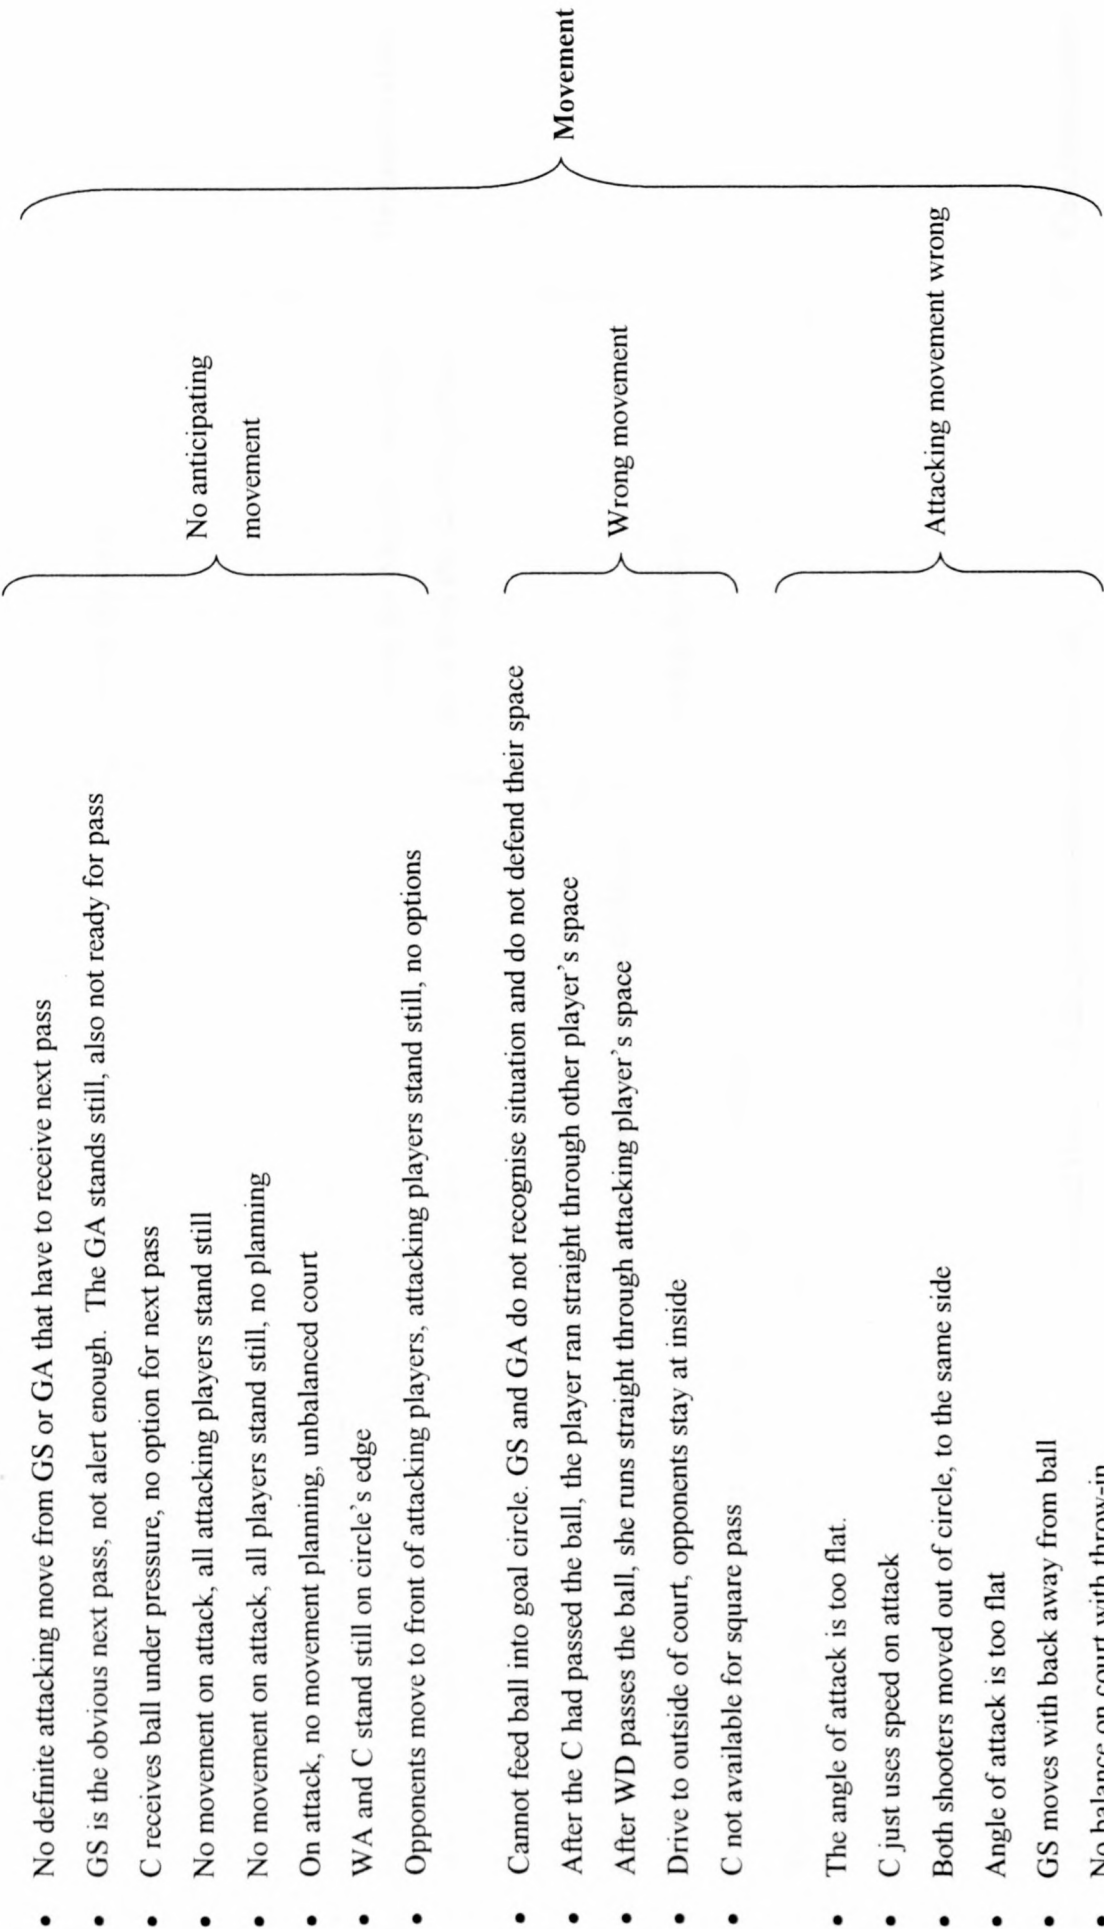 • No definite attacking move from GS or GA that have to receive next pass
• GS is the obvious next pass, not alert enough.  The GA stands still, also not ready for pass
• C receives ball under pressure, no option for next pass
• No movement on attack, all attacking players stand still
• No movement on attack, all players stand still, no planning
• On attack, no movement planning, unbalanced court
• WA and C stand still on circle's edge
• Opponents move to front of attacking players, attacking players stand still, no options
No anticipating
movement
• Cannot feed ball into goal circle. GS and GA do not recognise situation and do not defend their space
• After the C had passed the ball, the player ran straight through other player's space
• After WD passes the ball, she runs straight through attacking player's space
• Drive to outside of court, opponents stay at inside
• C not available for square pass
Wrong movement
• The angle of attack is too flat.
• C just uses speed on attack
• Both shooters moved out of circle, to the same side
• Angle of attack is too flat
• GS moves with back away from ball
• No balance on court with throw-in
Attacking movement wrong
Movement